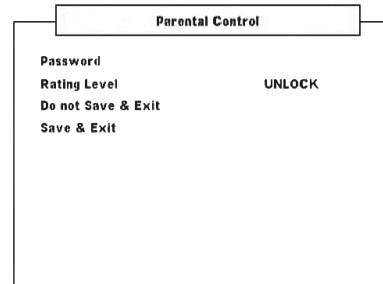 Parental Control
Password
Rating Level UNLOCK
Do not Save & Exit
Save & Exit